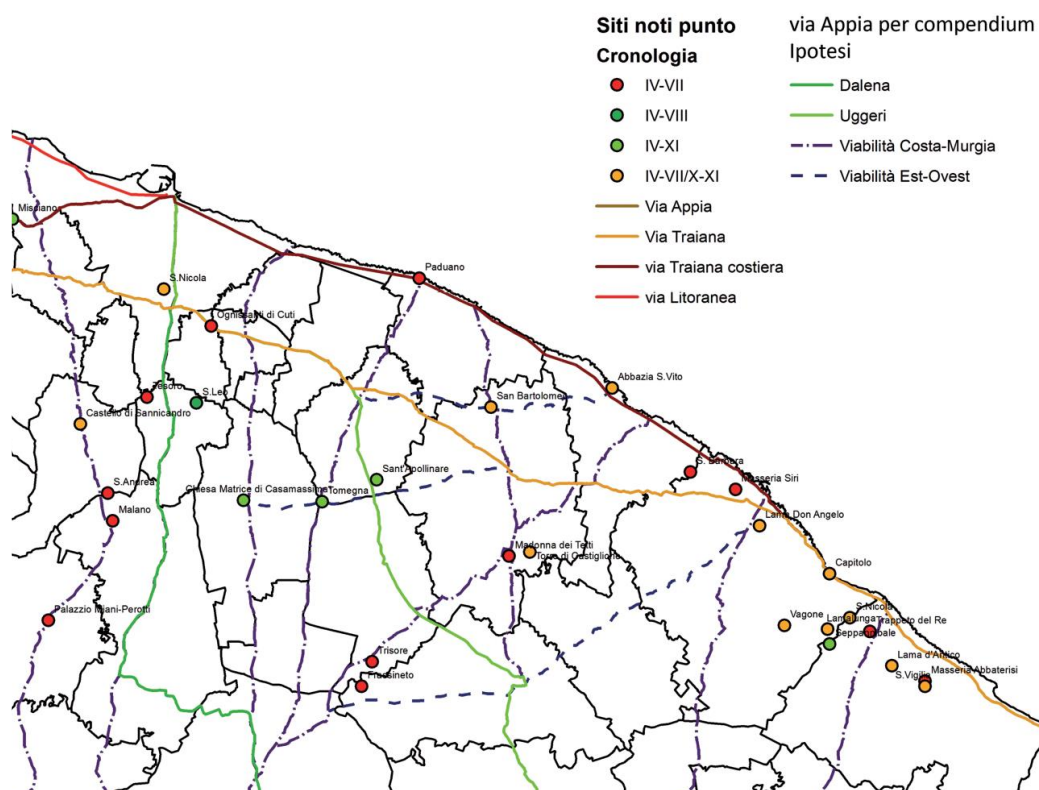 Siti noti punto
Cronologia
IV-VII
IV-VIII
IV-XI
IV-VII/X-XI
Via Appia
Via Traiana
via Traiana costiera
via Litoranea
via Appia per compendium
Ipotesi
Dalena
Uggeri
Viabilità Costa-Murgia
Viabilità Est-Ovest
Misciano
S.Nicola
Paduano
Ognissanti di Cuti
Abbazia S.Vito
Tesoro
S.Leo
San Bartolomeo
Castello di Sannicandro
Sant'Apollinare
S. Barbera
S.Andrea
Chiesa Matrice di Casamassima
Tomegna
Masseria Siri
Malano
Lama Don Angelo
Madonna dei Tetti
Torre di Castiglione
Capitolo
Palazzio Miani-Perotti
Vagone
S.Nicola
Lamalunga
Trappeto del Re
Seppannibale
Trisore
Frassineto
Lama d'Antico
S.Vigilia
Masseria Abbaterisi